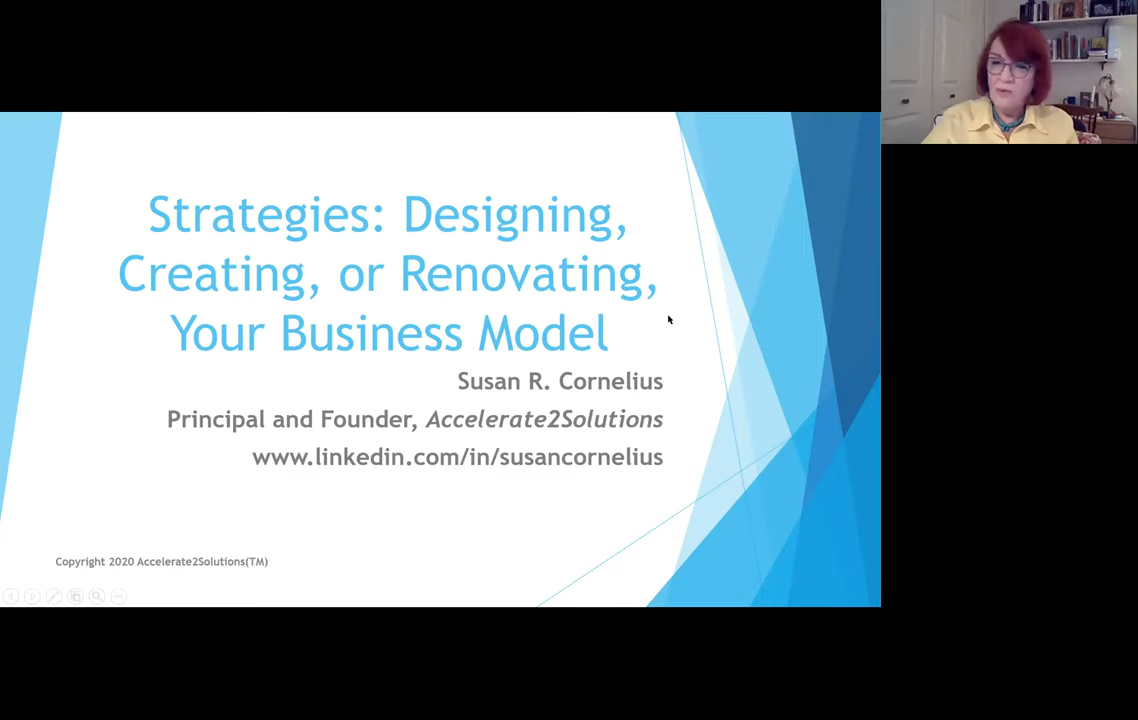 Strategies: Designing,
Creating, or Renovating,
Your Business Model
Susan R. Cornelius
Principal and Founder, Accelerate2Solutions
www.linkedin.com/in/susancornelius
Copyright 2020 Accelerate2Solutions(TM)